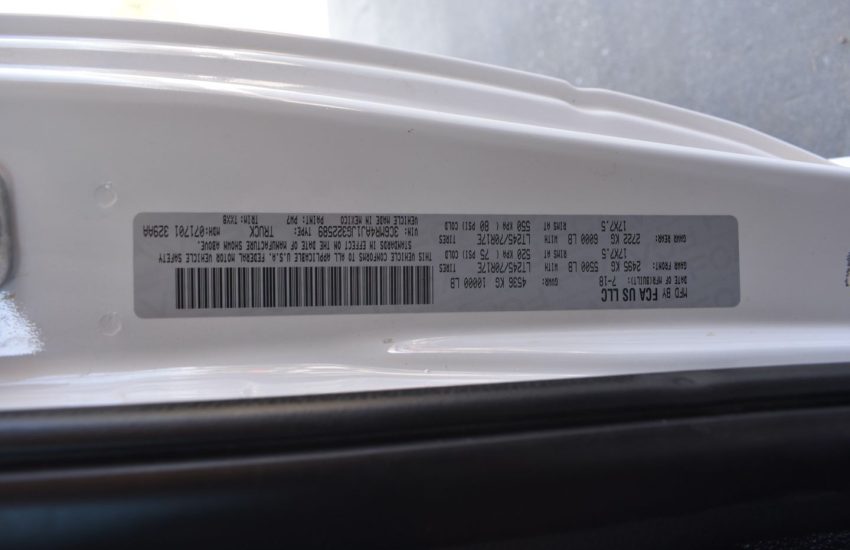 MFD BY FCA US LLC
DATE OF MFR(BUILT): 7-18
GVWR: 4536 KG 10000 LB
GAWR FRONT: 2495 KG 5500 LB WITH LT245/70R17E TIRES
17X7.5 RIMS AT 520 KPA ( 75 PSI) COLD
GAWR REAR: 2722 KG 6000 LB WITH LT245/70R17E TIRES
17X7.5 RIMS AT 550 KPA ( 80 PSI) COLD
THIS VEHICLE CONFORMS TO ALL APPLICABLE U.S.A. FEDERAL MOTOR VEHICLE SAFETY
STANDARDS IN EFFECT ON THE DATE OF MANUFACTURE SHOWN ABOVE.
VIN: 3C6MR4AJ1JG322589 TYPE: TRUCK MDH:071701 329AA
VEHICLE MADE IN MEXICO PAINT: PW7 TRIM: TXX8